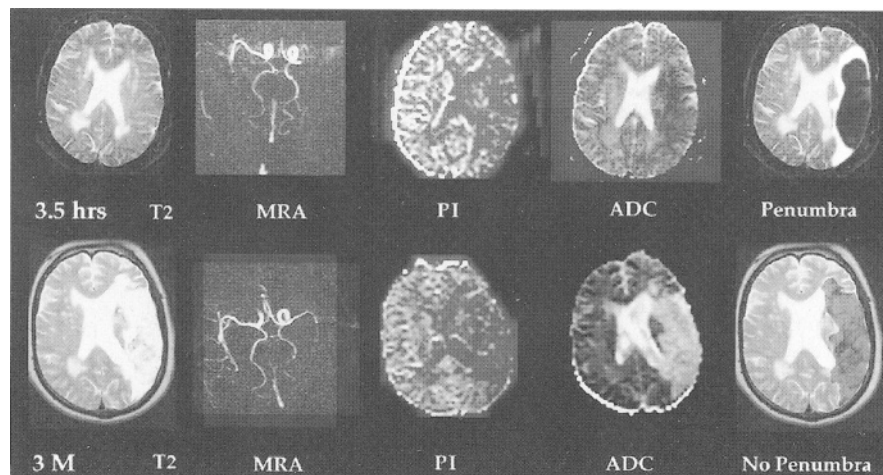 3.5 hrs T2 MRA PI ADC Penumbra
3 M T2 MRA PI ADC No Penumbra